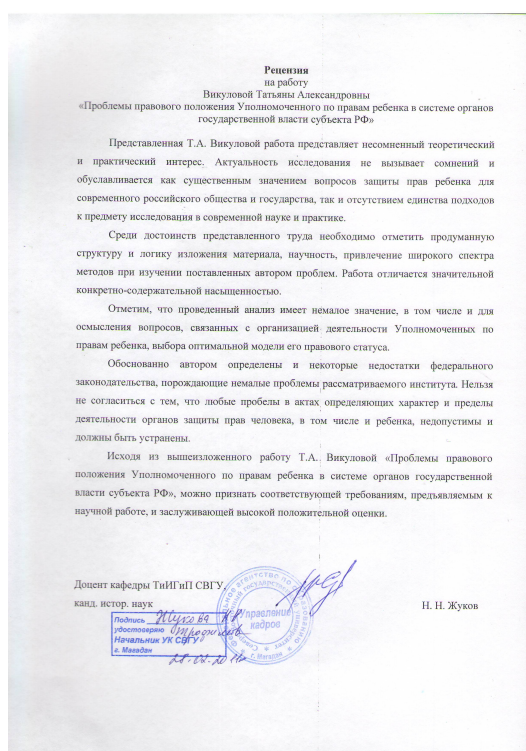 Рецензия
на работу
Викуловой Татьяны Александровны
«Проблемы правового положения Уполномоченного по правам ребенка в системе органов
государственной власти субъекта РФ»
Представленная Т.А. Викуловой работа представляет несомненный теоретический
и практический интерес. Актуальность исследования не вызывает сомнений и
обуславливается как существенным значением вопросов защиты прав ребенка для
современного российского общества и государства, так и отсутствием единства подходов
к предмету исследования в современной науке и практике.
Среди достоинств представленного труда необходимо отметить продуманную
структуру и логику изложения материала, научность, привлечение широкого спектра
методов при изучении поставленных автором проблем. Работа отличается значительной
конкретно-содержательной насыщенностью.
Отметим, что проведенный анализ имеет немалое значение, в том числе и для
осмысления вопросов, связанных с организацией деятельности Уполномоченных по
правам ребенка, выбора оптимальной модели его правового статуса.
Обоснованно автором определены и некоторые недостатки федерального
законодательства, порождающие немалые проблемы рассматриваемого института. Нельзя
не согласиться с тем, что любые пробелы в актах определяющих характер и пределы
деятельности органов защиты прав человека, в том числе и ребенка, недопустимы и
должны быть устранены.
Исходя из вышеизложенного работу Т.А. Викуловой «Проблемы правового
положения Уполномоченного по правам ребенка в системе органов государственной
власти субъекта РФ», можно признать соответствующей требованиям, предъявляемым к
научной работе, и заслуживающей высокой положительной оценки.
Доцент кафедры ТиИГиП СВГУ,
канд. истор. наук
Н. Н. Жуков
Подпись Жукова Н.Н.
удостоверяю
Начальник УК СВГУ
г. Магадан
Управление
кадров
г. Магадан